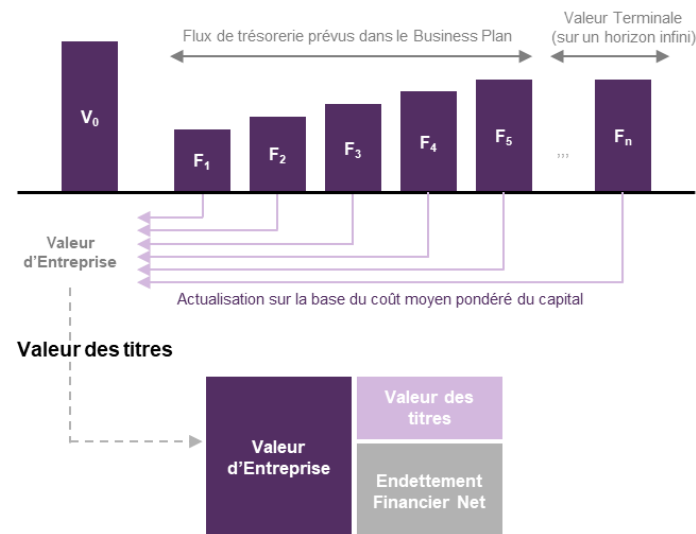 Flux de trésorerie prévus dans le Business Plan
Valeur Terminale
(sur un horizon infini)
V₀
F₁
F₂
F₃
F₄
F₅
,,,
Fₙ
Valeur
d'Entreprise
Actualisation sur la base du coût moyen pondéré du capital
Valeur des titres
Valeur
d'Entreprise
Valeur des
titres
Endettement
Financier Net